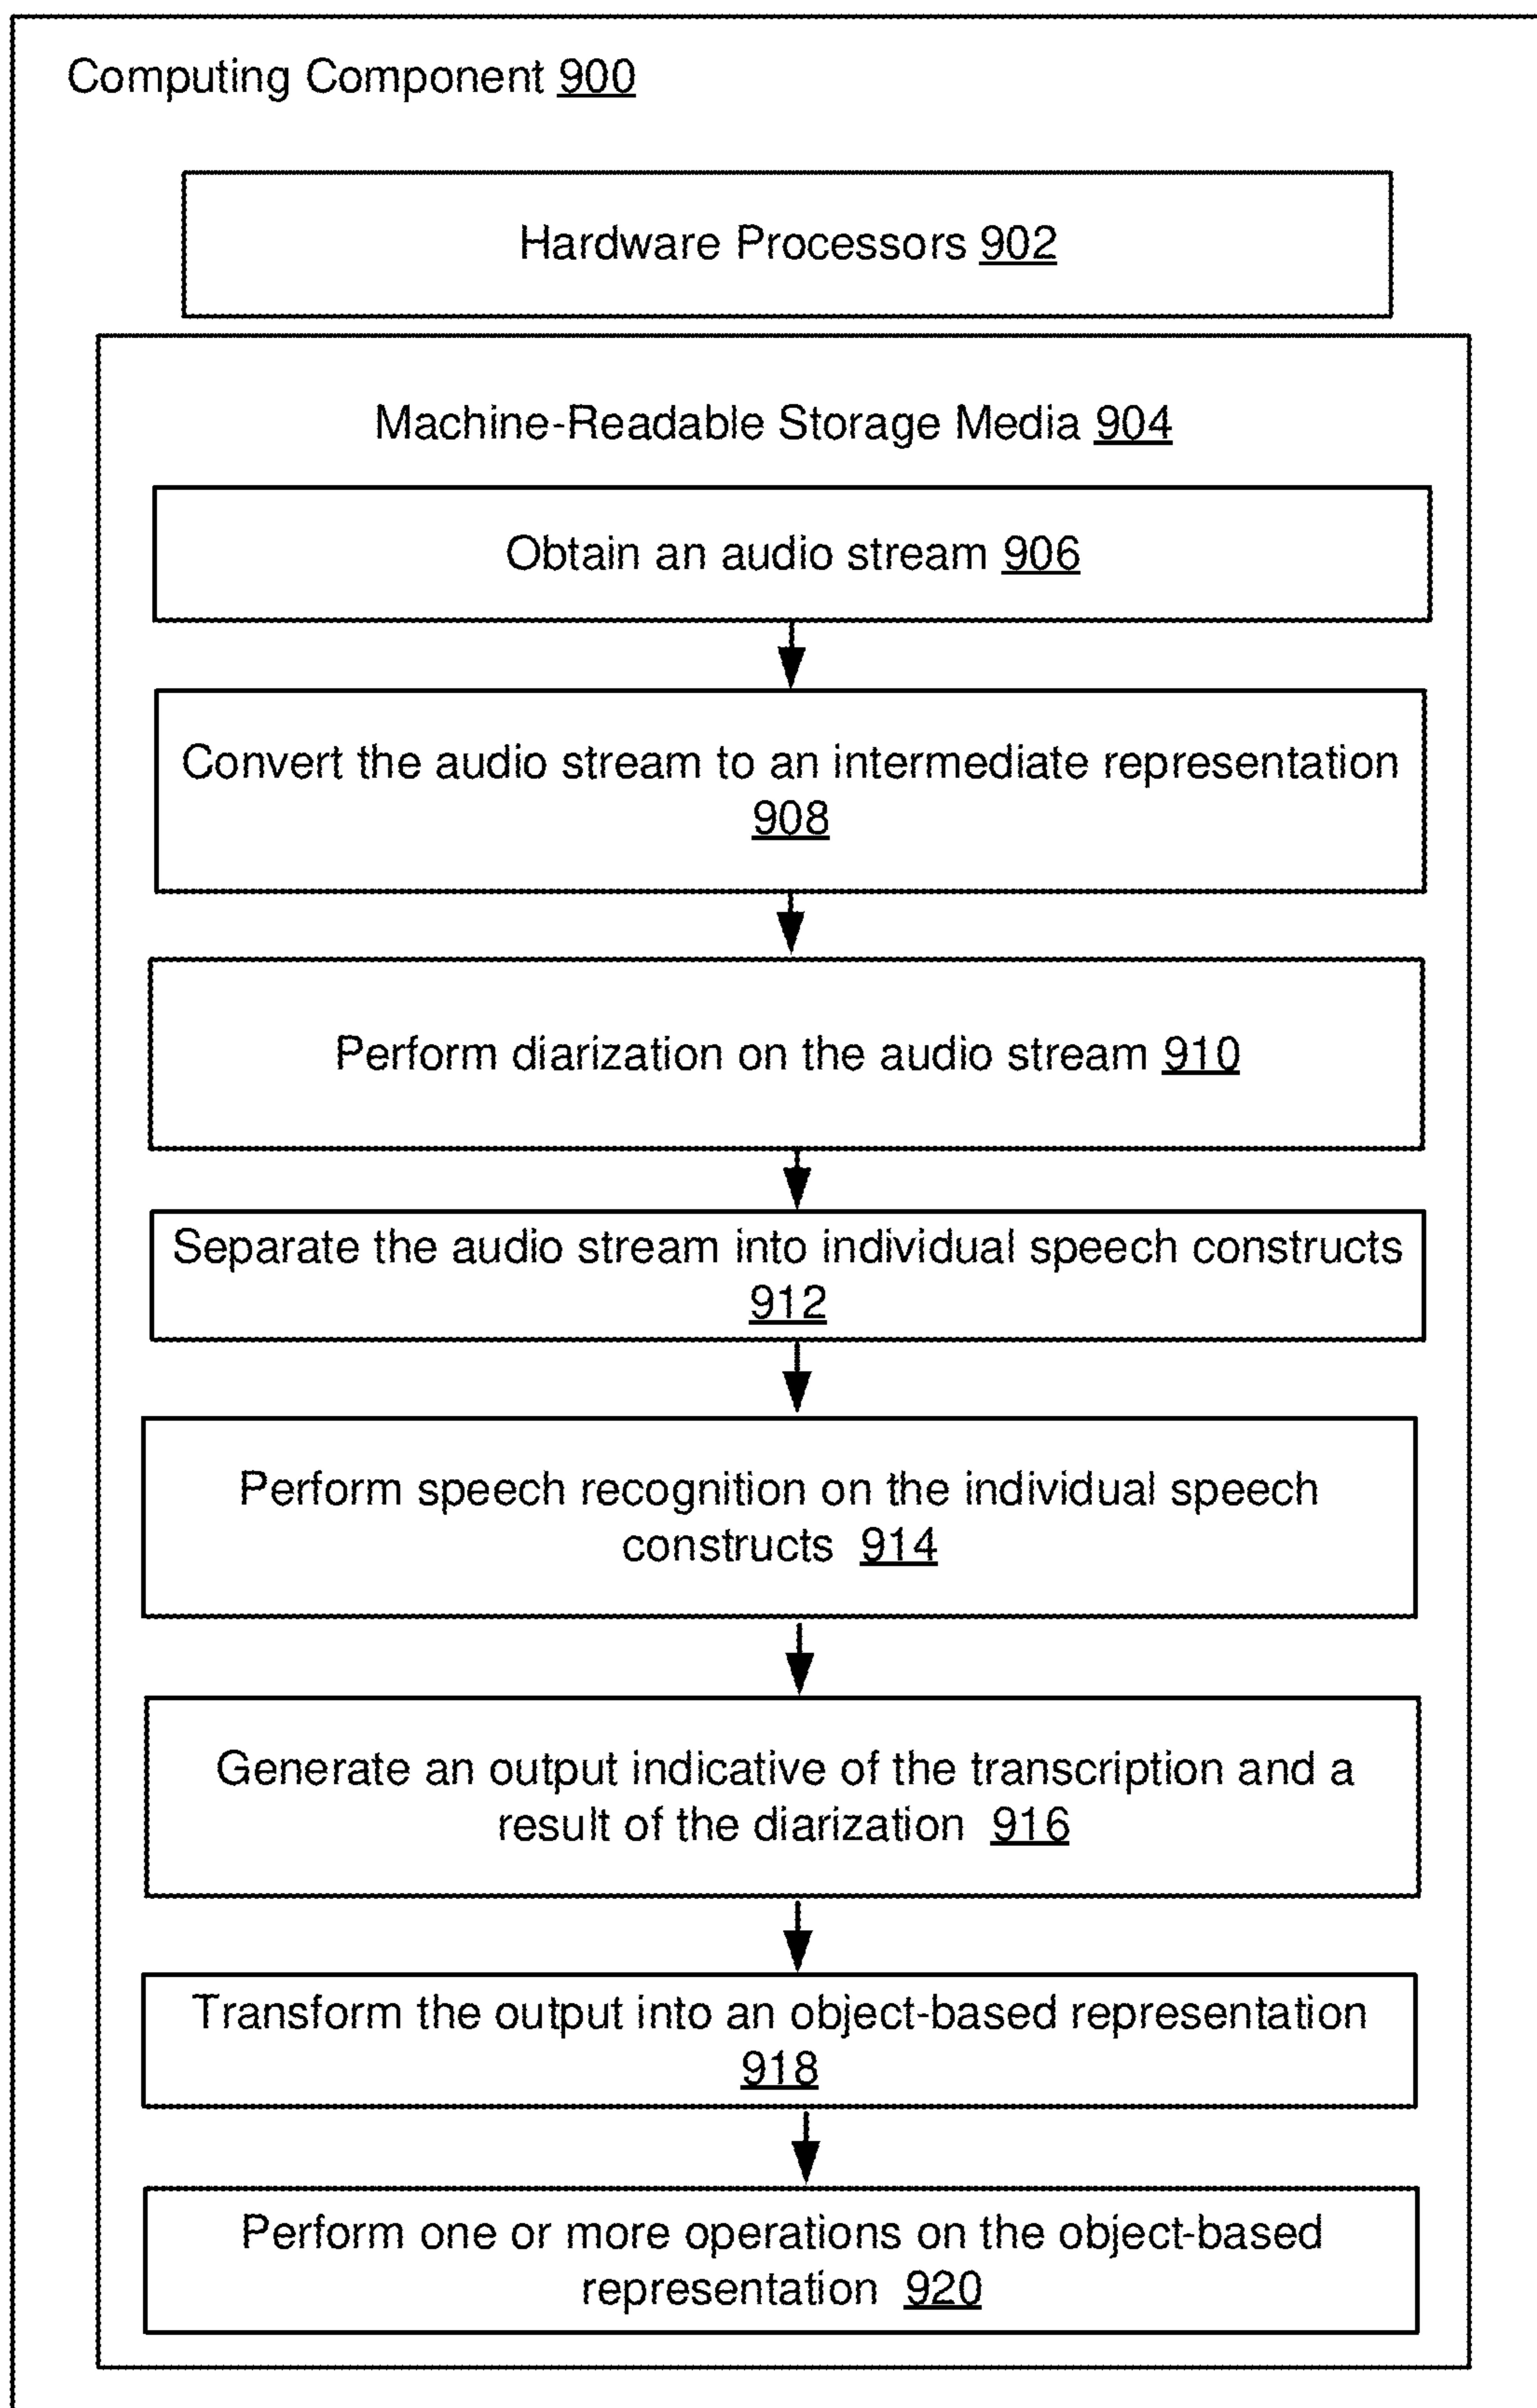 Computing Component 900
Hardware Processors 902
Machine-Readable Storage Media 904
Obtain an audio stream 906
Convert the audio stream to an intermediate representation
908
Perform diarization on the audio stream 910
Separate the audio stream into individual speech constructs
912
Perform speech recognition on the individual speech
constructs 914
Generate an output indicative of the transcription and a
result of the diarization 916
Transform the output into an object-based representation
918
Perform one or more operations on the object-based
representation 920